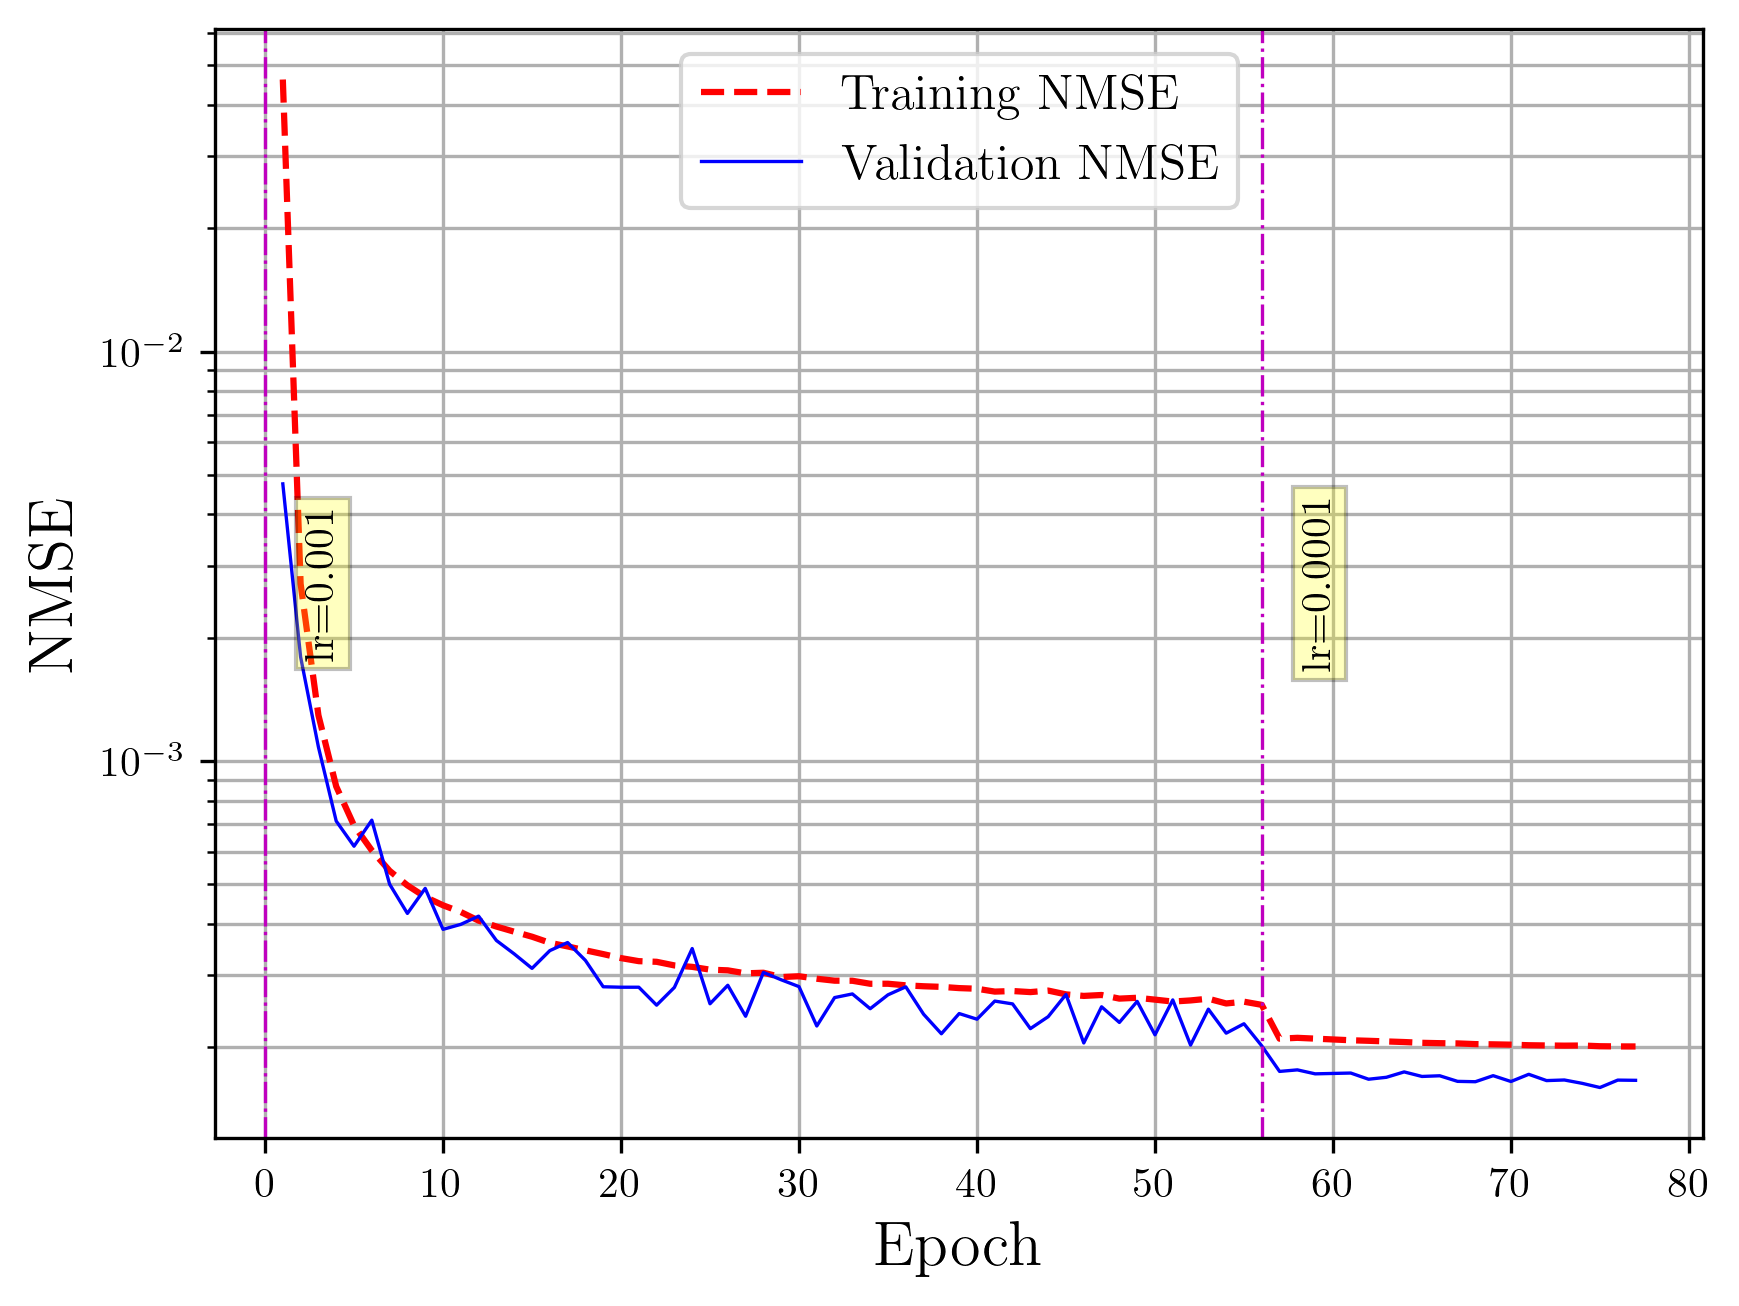 Training NMSE
Validation NMSE
NMSE
10⁻²
10⁻³
lr=0.001
lr=0.0001
0 10 20 30 40 50 60 70 80
Epoch